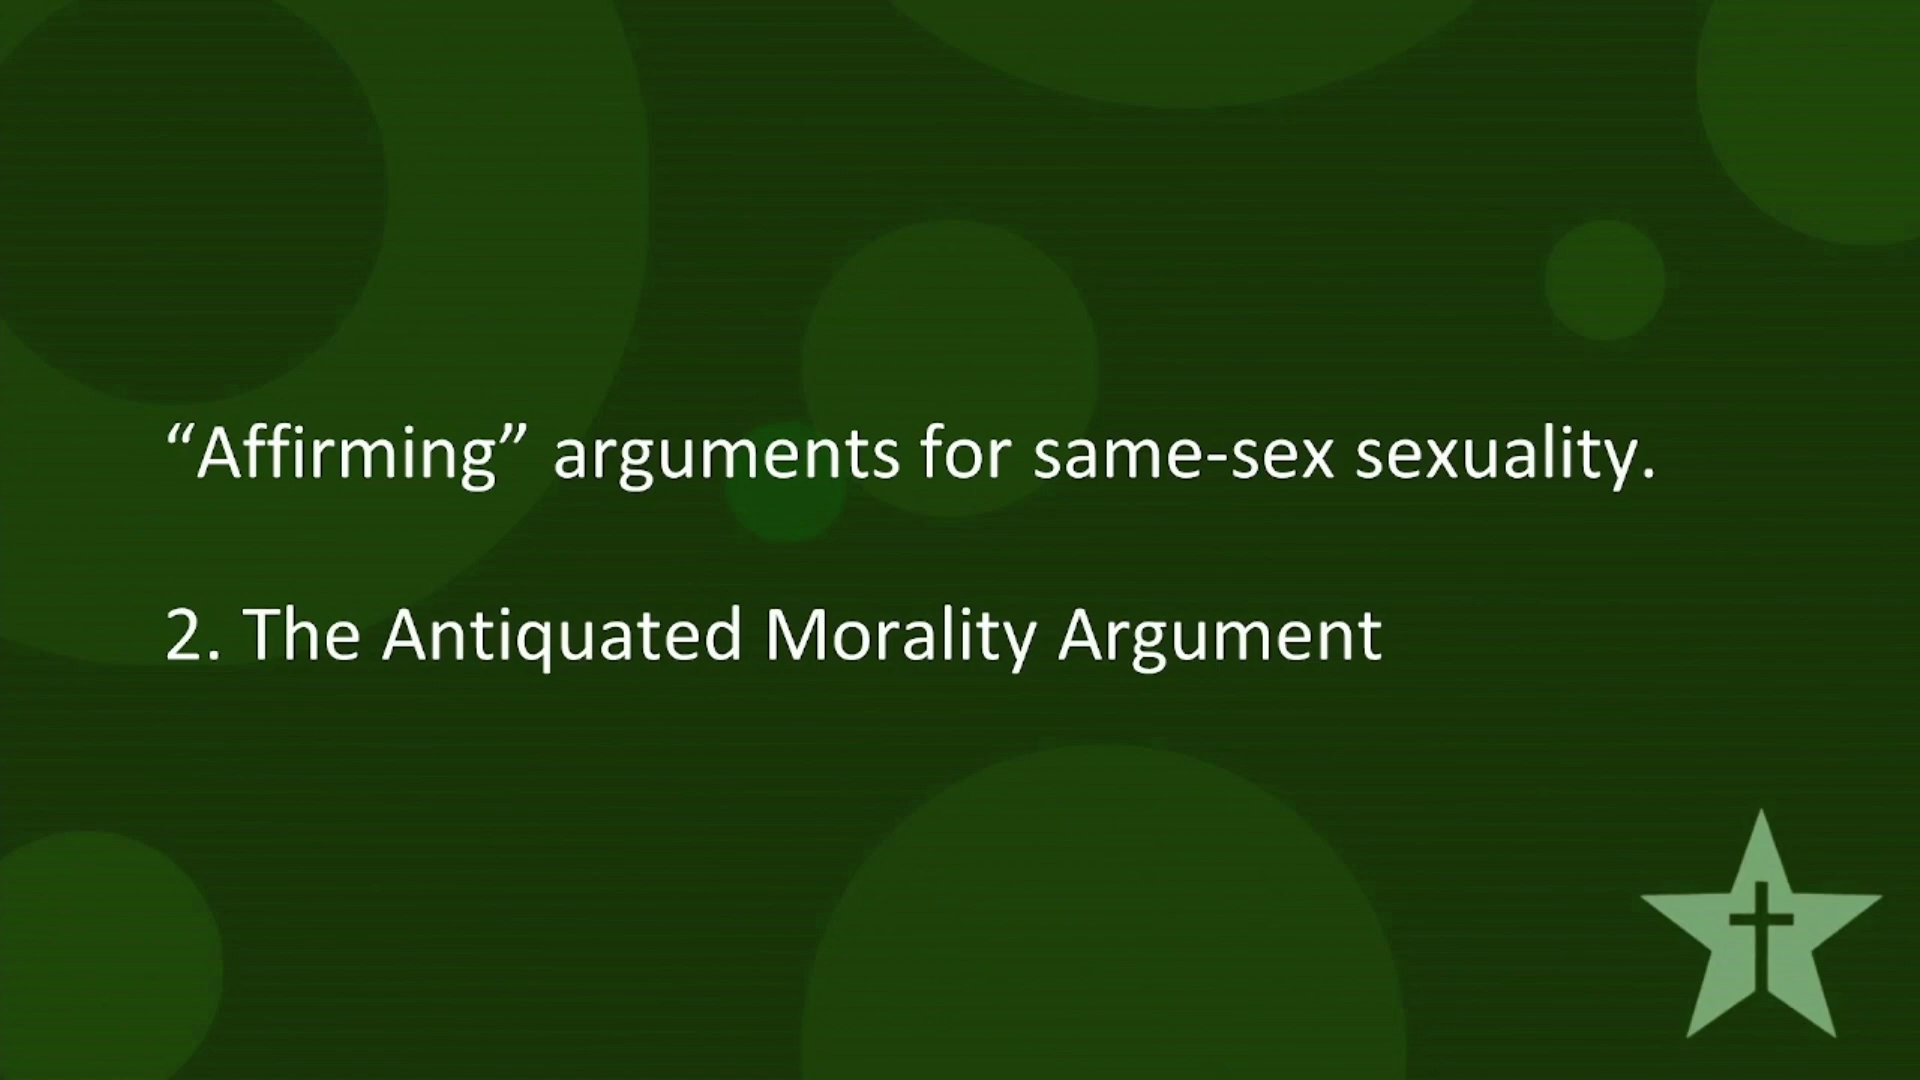 “Affirming” arguments for same-sex sexuality.
2. The Antiquated Morality Argument